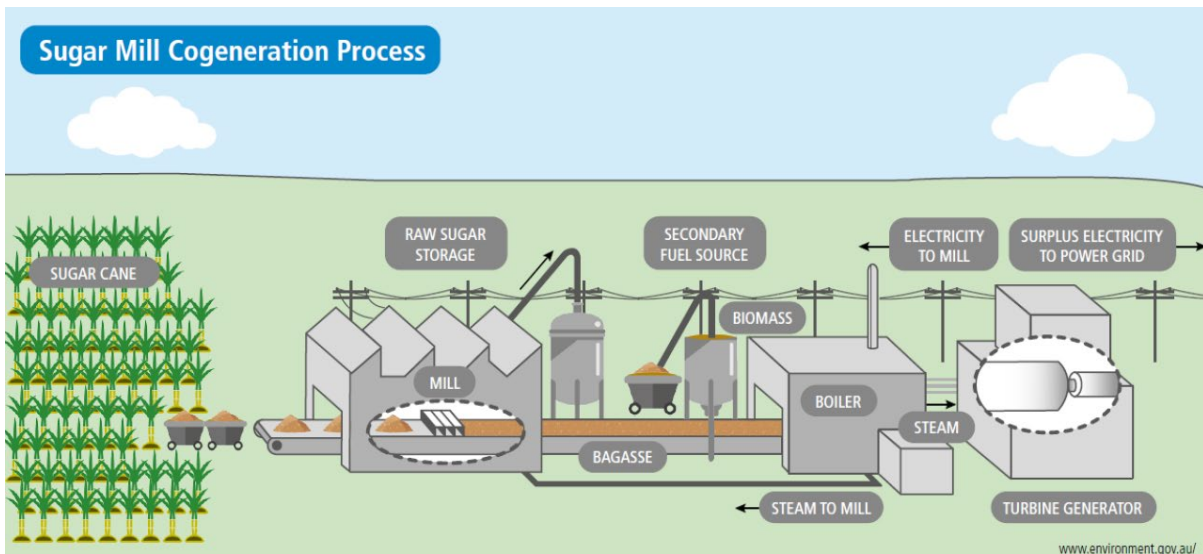 Sugar Mill Cogeneration Process
RAW SUGAR
STORAGE
SECONDARY
FUEL SOURCE
ELECTRICITY
TO MILL
SURPLUS ELECTRICITY
TO POWER GRID
SUGAR CANE
BIOMASS
MILL
BOILER
STEAM
BAGASSE
STEAM TO MILL
TURBINE GENERATOR
www.environment.gov.au/